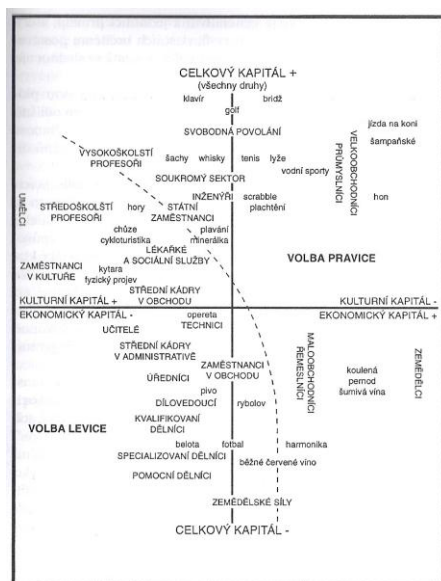 CELKOVÝ KAPITÁL +
(všechny druhy)
klavír bridž
golf
jízda na koni
SVOBODNÁ POVOLÁNÍ
šampaňské
VELKOOBCHODNÍCI
PRŮMYSLNÍCI
VYSOKOŠKOLSTÍ
PROFESOŘI
šachy whisky tenis lyže
vodní sporty
SOUKROMÝ SEKTOR
UMĚLCI
INŽENÝŘI scrabble
plachtění
hon
STŘEDOŠKOLŠTÍ
PROFESOŘI
hory
STÁTNÍ
ZAMĚSTNANCI
chůze
cykloturistika
plavání
minerálka
LÉKAŘKÉ
A SOCIÁLNÍ SLUŽBY
VOLBA PRAVICE
ZAMĚSTNANCI
V KULTUŘE
kytara
fyzický projev
STŘEDNÍ KÁDRY
V OBCHODU
KULTURNÍ KAPITÁL + KULTURNÍ KAPITÁL -
EKONOMICKÝ KAPITÁL - EKONOMICKÝ KAPITÁL +
opereta
TECHNICI
UČITELÉ
STŘEDNÍ KÁDRY
V ADMINISTRATIVĚ
MALOOBCHODNÍCI
ŘEMESLNÍCI
ZEMĚDĚLCI
ZAMĚSTNANCI
V OBCHODU
koulená
pernod
šumivá vína
ÚŘEDNÍCI
pivo
DÍLOVEDOUCÍ rybolov
KVALIFIKOVANÍ
DĚLNÍCI
VOLBA LEVICE
belota fotbal harmonika
SPECIALIZOVANÍ DĚLNÍCI
běžné červené víno
POMOCNÍ DĚLNÍCI
ZEMĚDĚLSKÉ SÍLY
CELKOVÝ KAPITÁL -